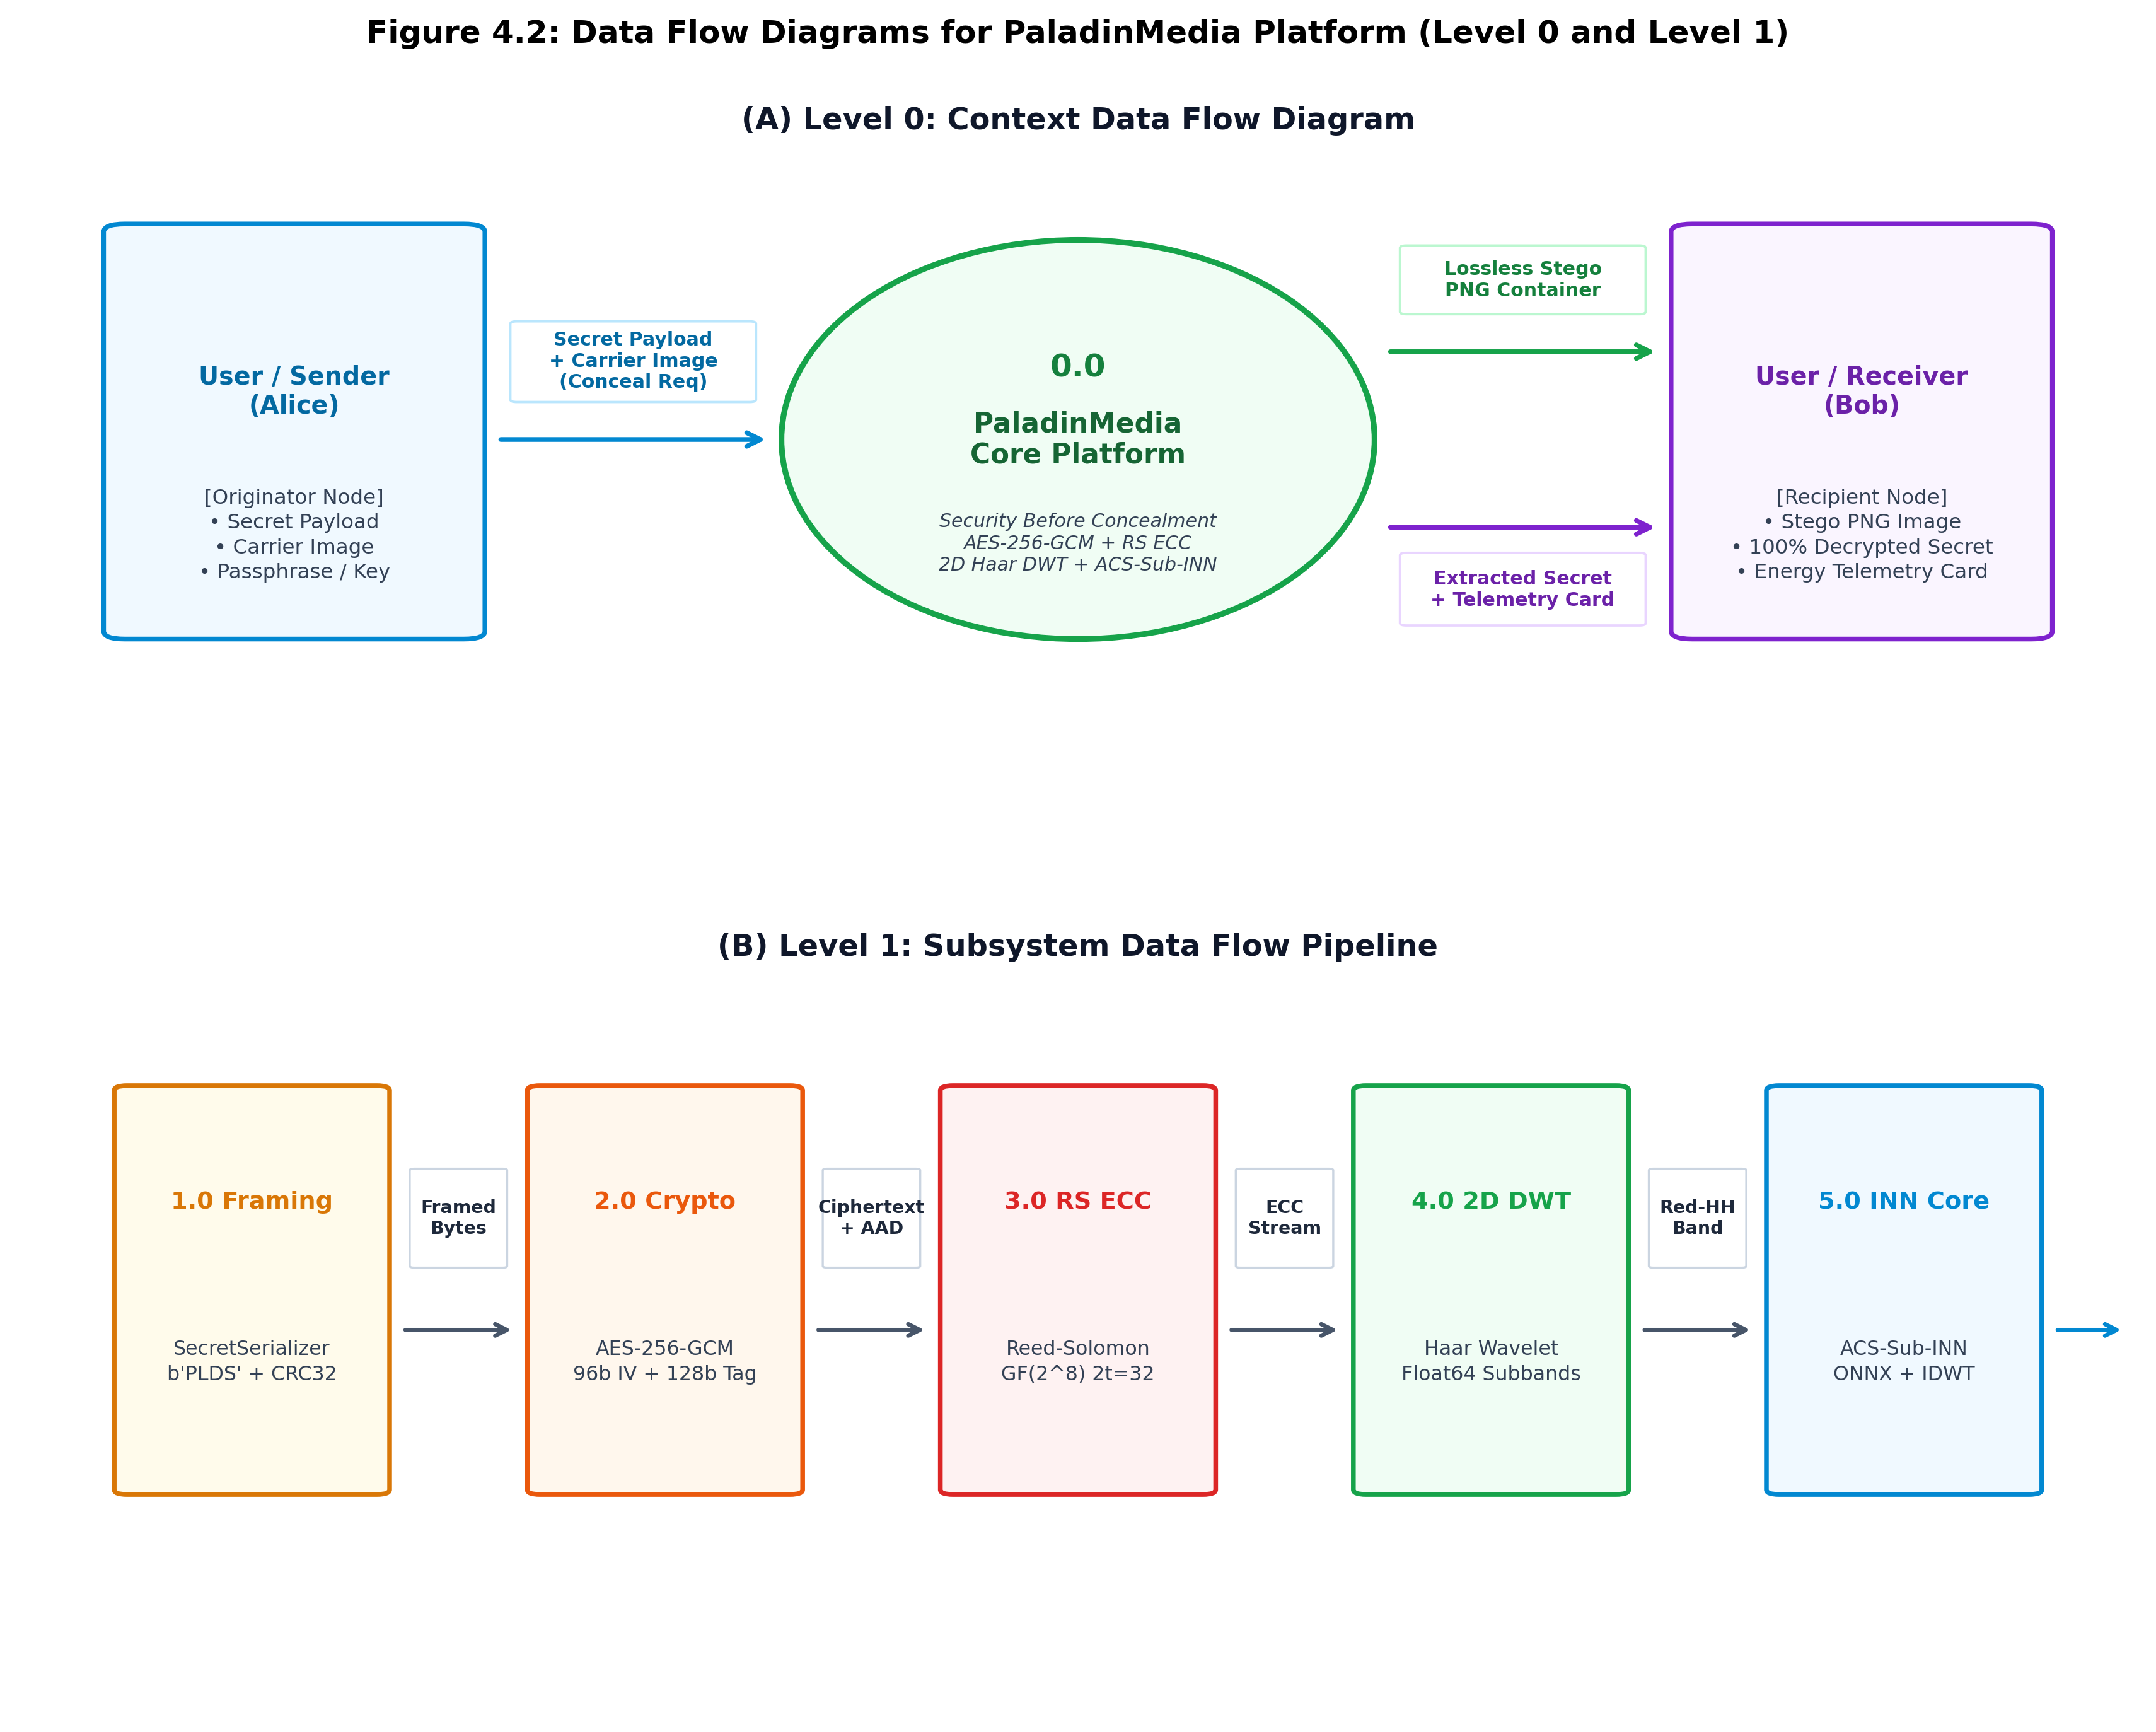 Figure 4.2: Data Flow Diagrams for PaladinMedia Platform (Level 0 and Level 1)
(A) Level 0: Context Data Flow Diagram
User / Sender
(Alice)
[Originator Node]
• Secret Payload
• Carrier Image
• Passphrase / Key
Secret Payload
+ Carrier Image
(Conceal Req)
0.0
PaladinMedia
Core Platform
Security Before Concealment
AES-256-GCM + RS ECC
2D Haar DWT + ACS-Sub-INN
Lossless Stego
PNG Container
Extracted Secret
+ Telemetry Card
User / Receiver
(Bob)
[Recipient Node]
• Stego PNG Image
• 100% Decrypted Secret
• Energy Telemetry Card
(B) Level 1: Subsystem Data Flow Pipeline
1.0 Framing
SecretSerializer
b'PLDS' + CRC32
Framed
Bytes
2.0 Crypto
AES-256-GCM
96b IV + 128b Tag
Ciphertext
+ AAD
3.0 RS ECC
Reed-Solomon
GF(2^8) 2t=32
ECC
Stream
4.0 2D DWT
Haar Wavelet
Float64 Subbands
Red-HH
Band
5.0 INN Core
ACS-Sub-INN
ONNX + IDWT